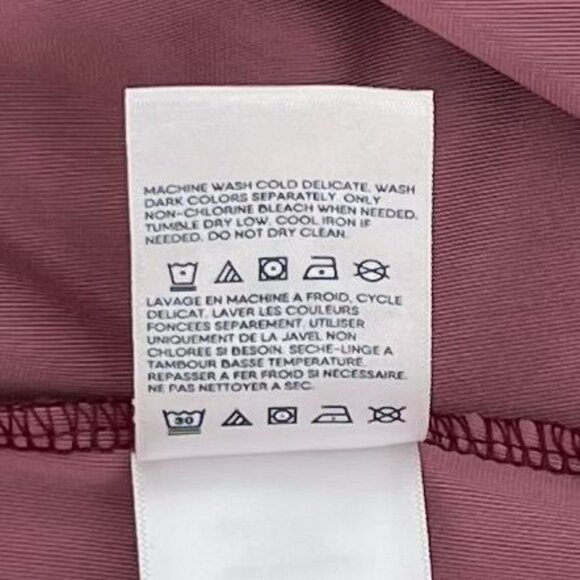 MACHINE WASH COLD DELICATE. WASH
DARK COLORS SEPARATELY. ONLY
NON-CHLORINE BLEACH WHEN NEEDED.
TUMBLE DRY LOW. COOL IRON IF
NEEDED. DO NOT DRY CLEAN.
LAVAGE EN MACHINE A FROID, CYCLE
DELICAT. LAVER LES COULEURS
FONCEES SEPAREMENT. UTILISER
UNIQUEMENT DE LA JAVEL NON
CHLOREE SI BESOIN. SECHE-LINGE A
TAMBOUR BASSE TEMPERATURE.
REPASSER A FER FROID SI NECESSAIRE.
NE PAS NETTOYER A SEC.
30